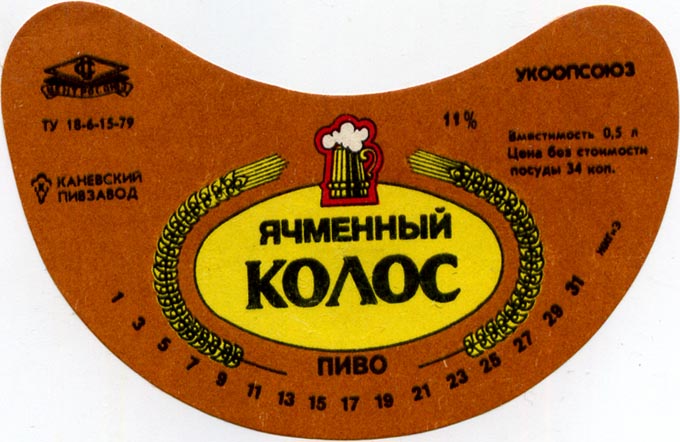 ЦЕНТРОСОЮЗ
ТУ 18-6-15-79
КАНЕВСКИЙ
ПИВЗАВОД
УКООПСОЮЗ
11%
Вместимость 0,5 л
Цена без стоимости
посуды 34 коп.
ЯЧМЕННЫЙ
КОЛОС
ПИВО
1 3 5 7 9 11 13 15 17 19 21 23 25 27 29 31